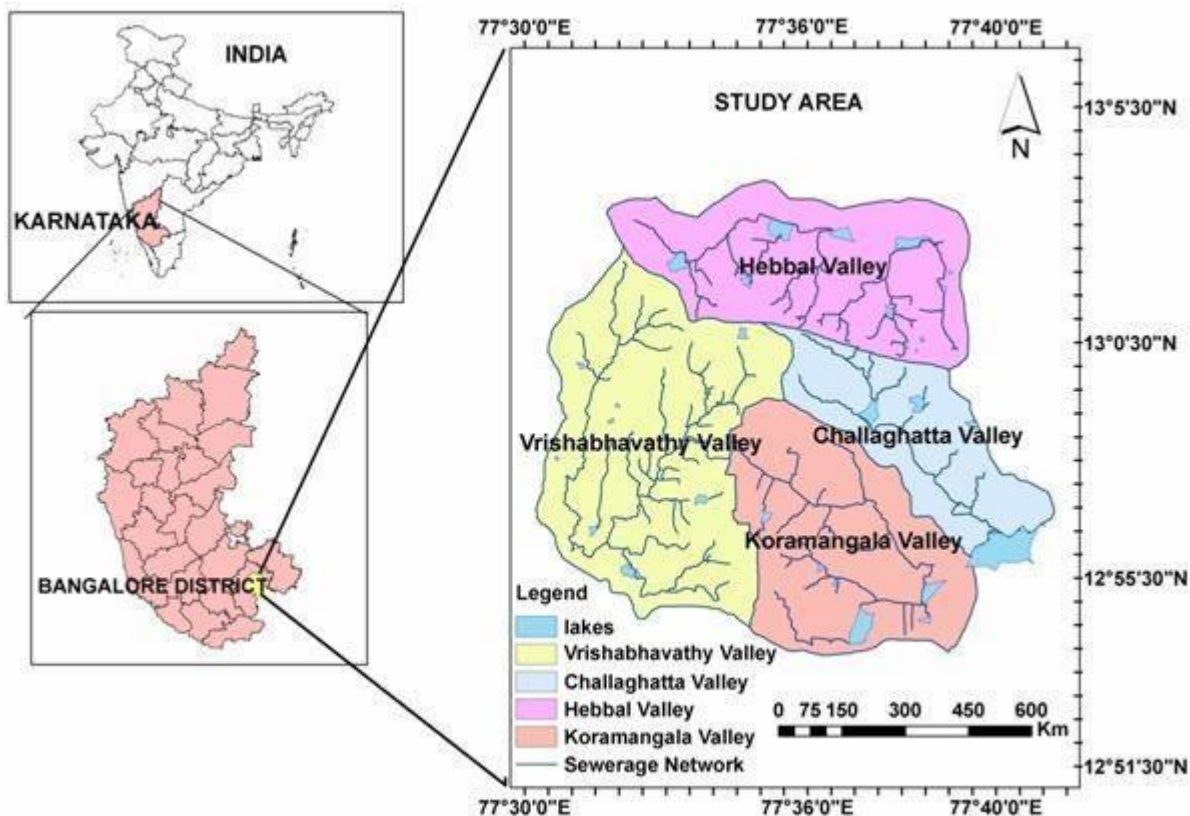 INDIA
KARNATAKA
BANGALORE DISTRICT
77°30'0"E 77°36'0"E 77°40'0"E
STUDY AREA
N
13°5'30"N
Hebbal Valley
13°0'30"N
Vrishabhavathy Valley
Challaghatta Valley
Koramangala Valley
12°55'30"N
Legend
lakes
Vrishabhavathy Valley
Challaghatta Valley
Hebbal Valley
Koramangala Valley
Sewerage Network
0 75 150 300 450 600
Km
12°51'30"N
77°30'0"E 77°36'0"E 77°40'0"E